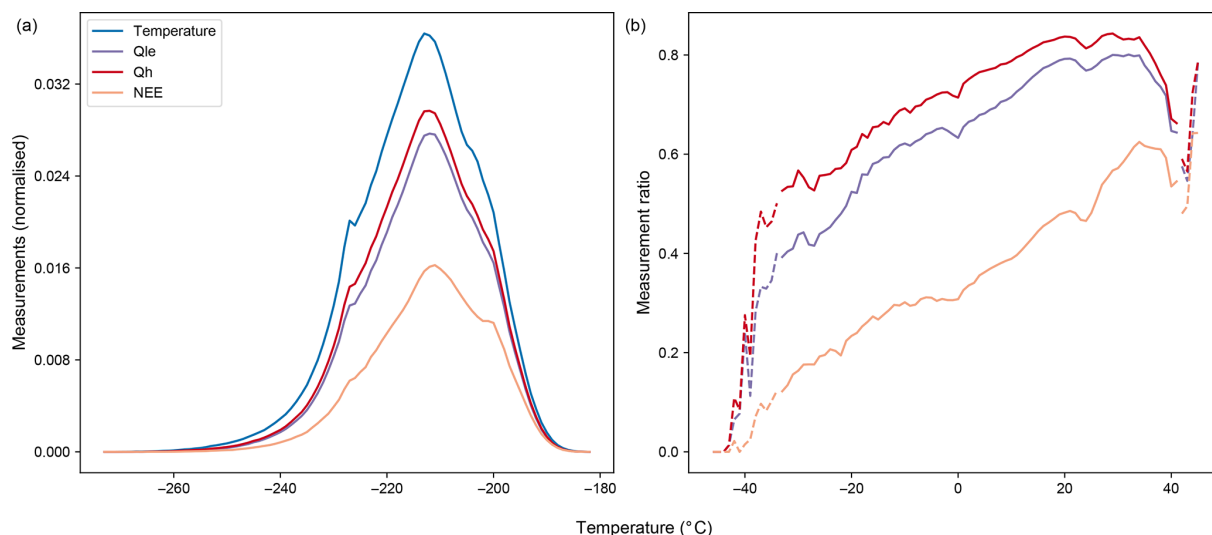 (a)
Temperature
Qle
Qh
NEE
Measurements (normalised)
0.032
0.024
0.016
0.008
0.000
−260
−240
−220
−200
−180
(b)
Measurement ratio
0.8
0.6
0.4
0.2
0.0
−40
−20
0
20
40
Temperature (°C)